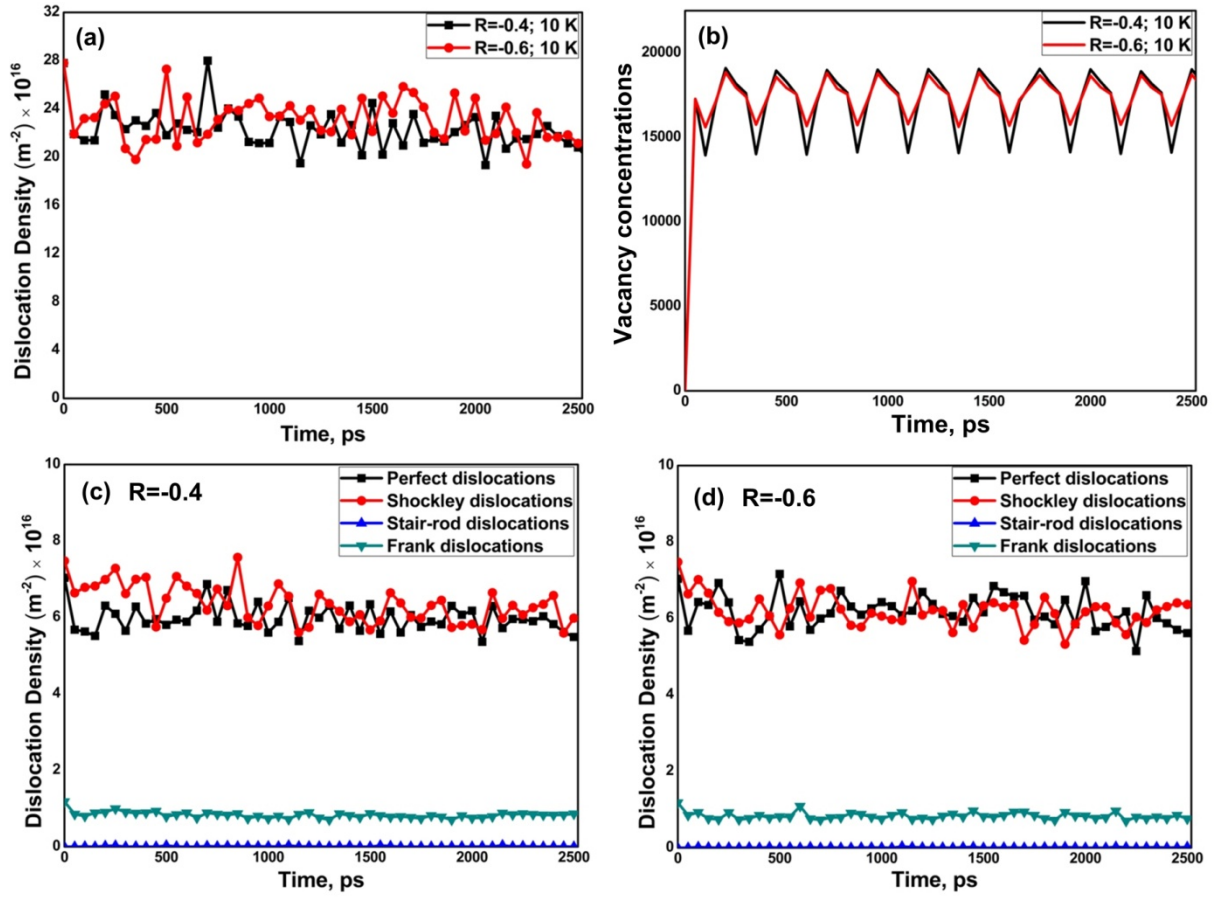 (a)
R=-0.4; 10 K
R=-0.6; 10 K
Dislocation Density (m⁻²) × 10¹⁶
32
28
24
20
16
12
8
4
0
0 500 1000 1500 2000 2500
Time, ps
(b)
R=-0.4; 10 K
R=-0.6; 10 K
Vacancy concentrations
20000
15000
10000
5000
0
0 500 1000 1500 2000 2500
Time, ps
(c) R=-0.4
Perfect dislocations
Shockley dislocations
Stair-rod dislocations
Frank dislocations
Dislocation Density (m⁻²) × 10¹⁶
10
8
6
4
2
0
0 500 1000 1500 2000 2500
Time, ps
(d) R=-0.6
Perfect dislocations
Shockley dislocations
Stair-rod dislocations
Frank dislocations
Dislocation Density (m⁻²) × 10¹⁶
10
8
6
4
2
0
0 500 1000 1500 2000 2500
Time, ps